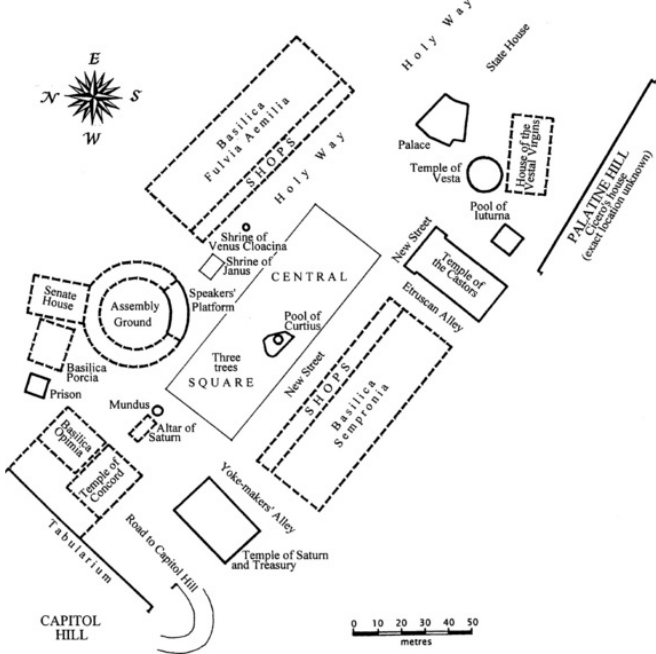 Holy Way
State House
E
N
S
W
Basilica
Fulvia Aemilia
SHOPS
Holy Way
Palace
House of the
Vestal Virgins
Temple of
Vesta
PALATINE HILL
Cicero's house
(exact location unknown)
Pool of
Iuturna
Shrine of
Venus Cloacina
New Street
Temple of
the Castors
Shrine of
Janus
CENTRAL
Etruscan Alley
Senate
House
Assembly
Ground
Speakers'
Platform
Pool of
Curtius
Three
trees
SQUARE
New Street
SHOPS
Basilica
Sempronia
Basilica
Porcia
Prison
Mundus
Altar of
Saturn
Basilica
Opimia
Temple of
Concord
Yoke-makers' Alley
Tabularium
Road to Capitol Hill
Temple of Saturn
and Treasury
CAPITOL
HILL
0 10 20 30 40 50
metres